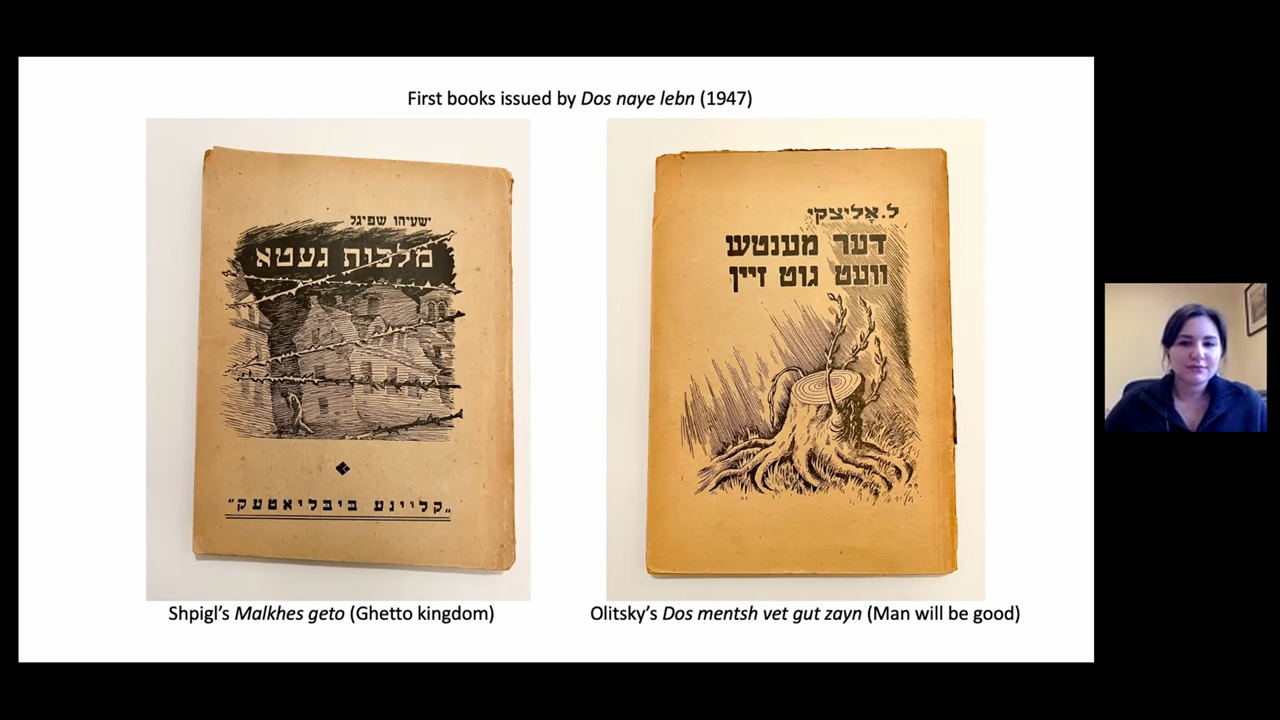 First books issued by Dos naye lebn (1947)
ישעיהו שפיגל
מלכות געטא
„קליינע ביבליאטעק“
ל. אָליצקי
דער מענטש
וועט גוט זיין
Shpigl’s Malkhes geto (Ghetto kingdom)
Olitsky’s Dos mentsh vet gut zayn (Man will be good)